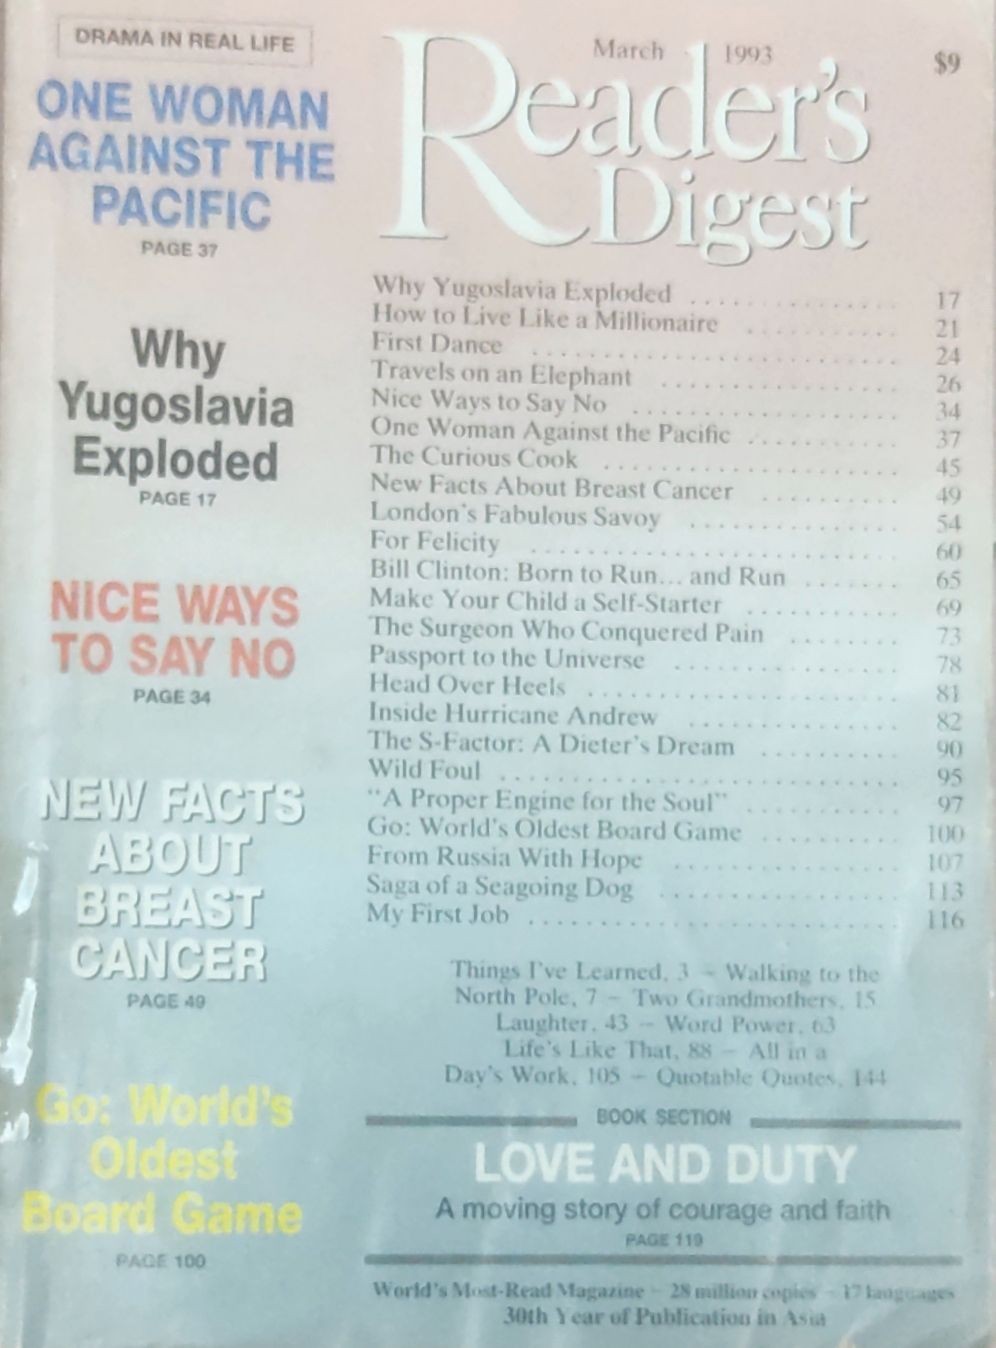 DRAMA IN REAL LIFE
ONE WOMAN
AGAINST THE
PACIFIC
PAGE 37
Why
Yugoslavia
Exploded
PAGE 17
NICE WAYS
TO SAY NO
PAGE 34
NEW FACTS
ABOUT
BREAST
CANCER
PAGE 49
Go: World's
Oldest
Board Game
PAGE 100
March 1993 $9
Reader's
Digest
Why Yugoslavia Exploded ............... 17
How to Live Like a Millionaire ........... 21
First Dance .......................... 24
Travels on an Elephant ................. 26
Nice Ways to Say No ................... 34
One Woman Against the Pacific ........... 37
The Curious Cook ..................... 45
New Facts About Breast Cancer .......... 49
London's Fabulous Savoy ............... 54
For Felicity .......................... 60
Bill Clinton: Born to Run... and Run ....... 65
Make Your Child a Self-Starter ........... 69
The Surgeon Who Conquered Pain ........ 73
Passport to the Universe ................ 78
Head Over Heels ...................... 81
Inside Hurricane Andrew ............... 82
The S-Factor: A Dieter's Dream .......... 90
Wild Foul ............................ 95
"A Proper Engine for the Soul" ........... 97
Go: World's Oldest Board Game .......... 100
From Russia With Hope ................ 107
Saga of a Seagoing Dog ................. 113
My First Job .......................... 116
Things I've Learned, 3 – Walking to the
North Pole, 7 – Two Grandmothers, 15
Laughter, 43 – Word Power, 63
Life's Like That, 88 – All in a
Day's Work, 105 – Quotable Quotes, 144
BOOK SECTION
LOVE AND DUTY
A moving story of courage and faith
PAGE 119
World's Most-Read Magazine – 28 million copies – 17 languages
30th Year of Publication in Asia